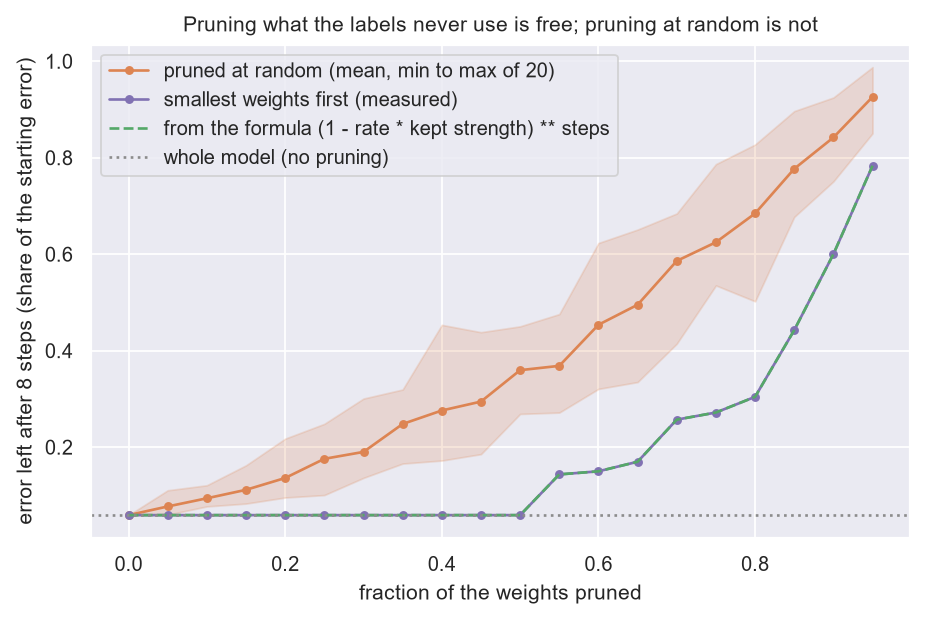 Pruning what the labels never use is free; pruning at random is not
error left after 8 steps (share of the starting error)
1.0
0.8
0.6
0.4
0.2
pruned at random (mean, min to max of 20)
smallest weights first (measured)
from the formula (1 - rate * kept strength) ** steps
whole model (no pruning)
0.0 0.2 0.4 0.6 0.8
fraction of the weights pruned